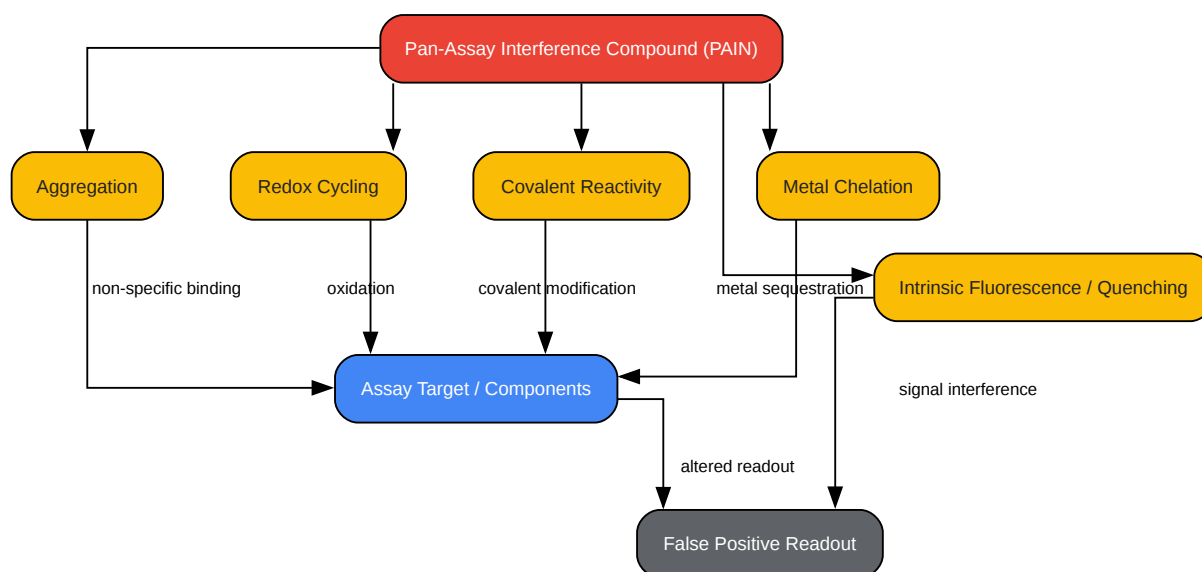 Pan-Assay Interference Compound (PAIN)
Aggregation
Redox Cycling
Covalent Reactivity
Metal Chelation
Intrinsic Fluorescence / Quenching
non-specific binding
oxidation
covalent modification
metal sequestration
Assay Target / Components
signal interference
altered readout
False Positive Readout